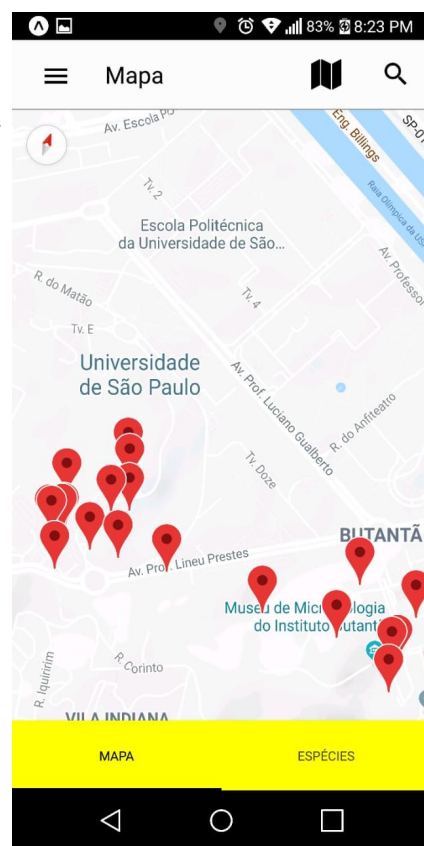 83% 8:23 PM
Mapa
Av. Escola Po
Eng. Billings
SP-01
Tv. 2
Raia Olímpica da USP
Escola Politécnica
da Universidade de São...
Av. Professor
R. do Matão
Tv. 4
Tv. E
Universidade
de São Paulo
Av. Prof. Luciano Gualberto
R. do Anfiteatro
Tv. Doze
BUTANTÃ
Av. Prof. Lineu Prestes
Museu de Mic ologia
do Instituto utant
R. Corinto
R. Iquiririm
VILA INDIANA
MAPA
ESPÉCIES